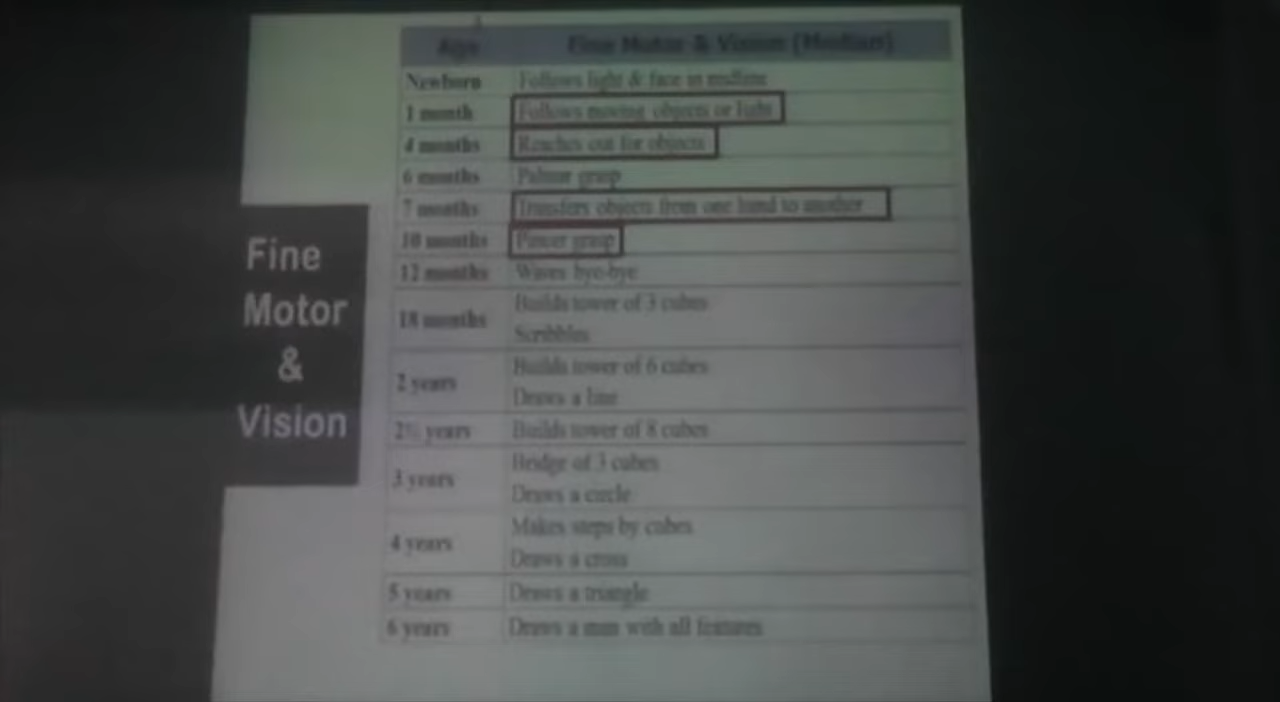 Fine
Motor
&
Vision
Age Fine Motor & Vision (Median)
Newborn Follows light & face in midline
1 month Follows moving objects or light
4 months Reaches out for objects
6 months Palmar grasp
7 months Transfers objects from one hand to another
10 months Pincer grasp
12 months Waves bye-bye
18 months Builds tower of 3 cubes
Scribbles
2 years Builds tower of 6 cubes
Draws a line
2½ years Builds tower of 8 cubes
3 years Bridge of 3 cubes
Draws a circle
4 years Makes steps by cubes
Draws a cross
5 years Draws a triangle
6 years Draws a man with all features